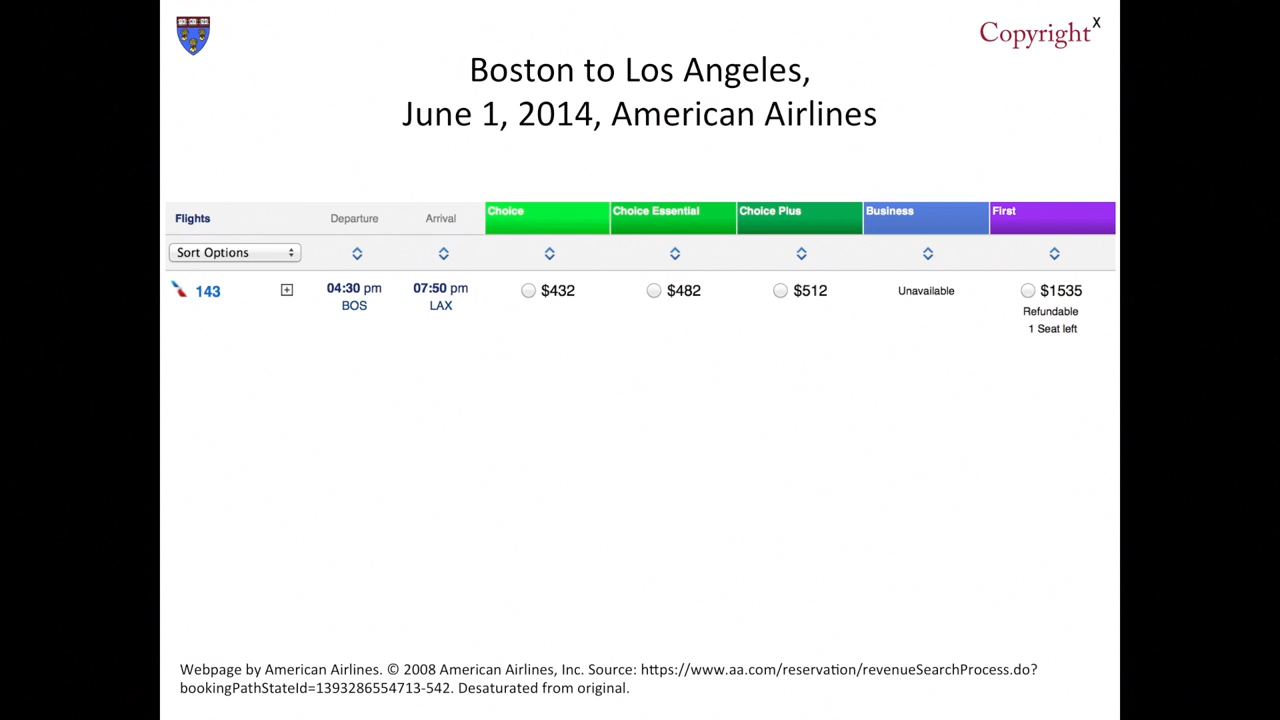 Copyright X
Boston to Los Angeles,
June 1, 2014, American Airlines
Flights Departure Arrival Choice Choice Essential Choice Plus Business First
Sort Options
143 04:30 pm 07:50 pm $432 $482 $512 Unavailable $1535
BOS LAX Refundable
1 Seat left
Webpage by American Airlines. © 2008 American Airlines, Inc. Source: https://www.aa.com/reservation/revenueSearchProcess.do?
bookingPathStateId=1393286554713-542. Desaturated from original.